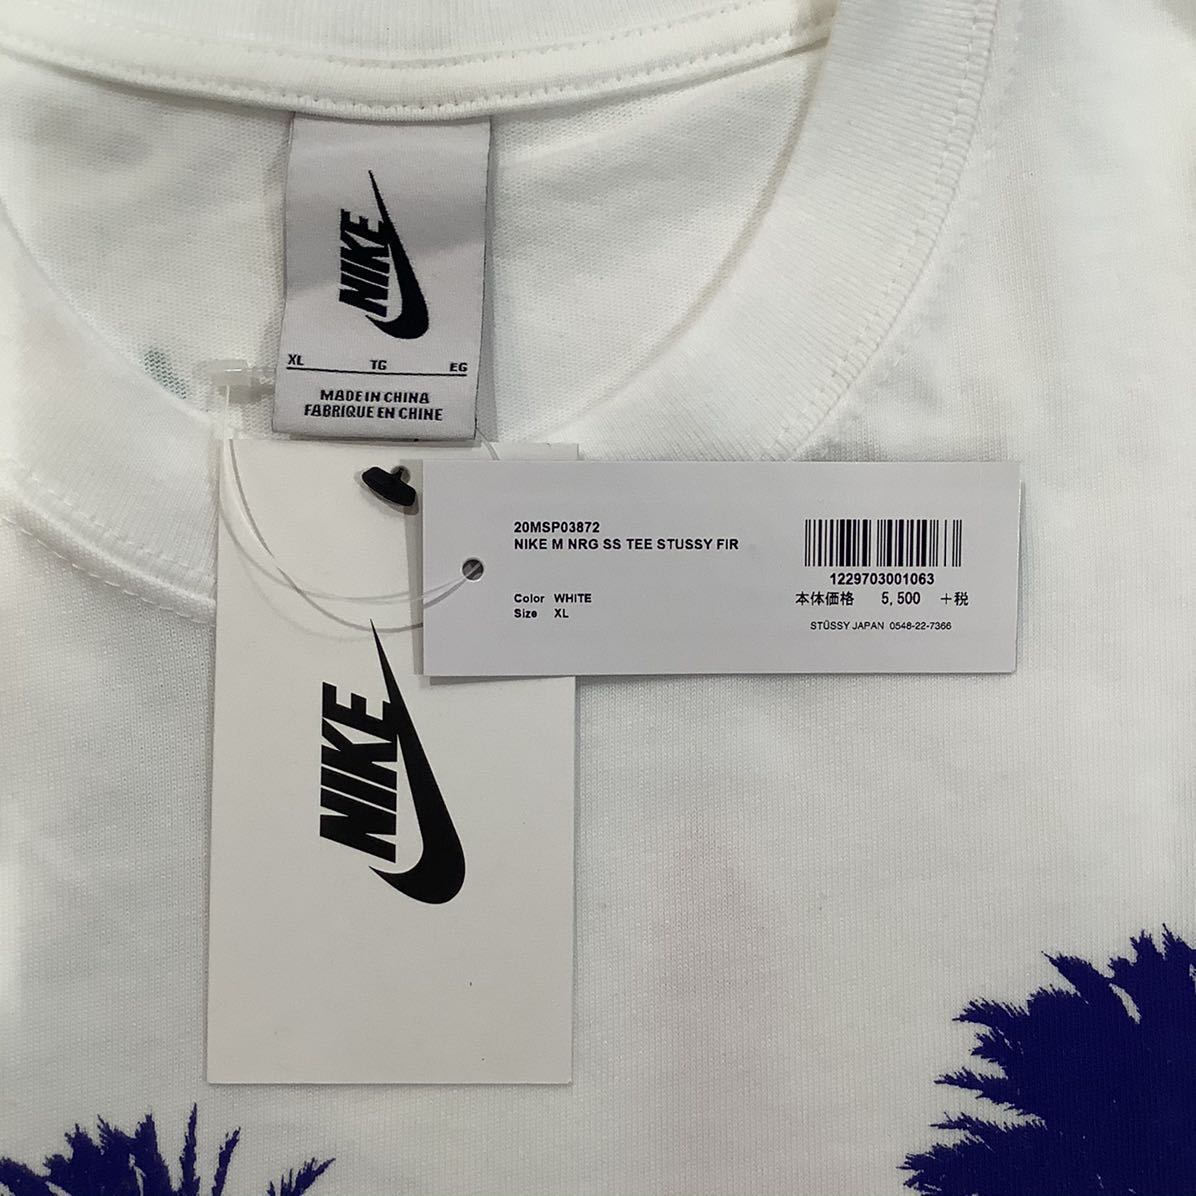 NIKE
XL TG EG
MADE IN CHINA
FABRIQUE EN CHINE
20MSP03872
NIKE M NRG SS TEE STUSSY FIR
Color WHITE
Size XL
1229703001063
本体価格 5,500 +税
STÜSSY JAPAN 0548-22-7366
NIKE